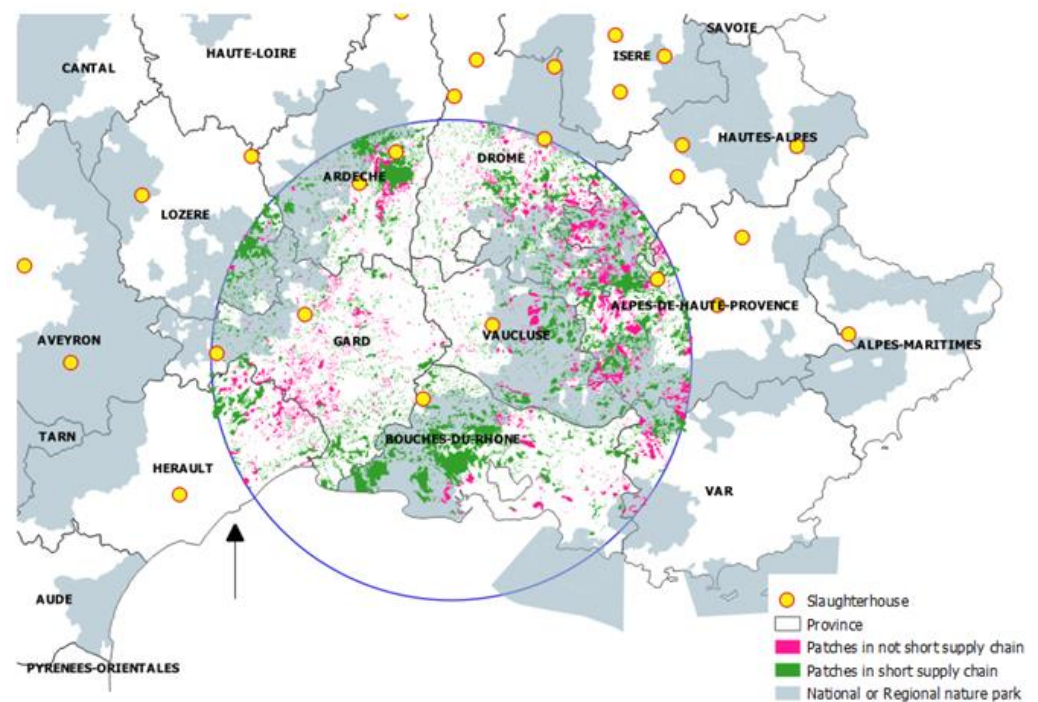 SAVOIE
HAUTE-LOIRE
ISERE
CANTAL
HAUTES-ALPES
DROME
ARDECHE
LOZERE
ALPES-DE-HAUTE-PROVENCE
VAUCLUSE
AVEYRON
GARD
ALPES-MARITIMES
TARN
BOUCHES-DU-RHONE
HERAULT
VAR
AUDE
PYRENEES-ORIENTALES
Slaughterhouse
Province
Patches in not short supply chain
Patches in short supply chain
National or Regional nature park